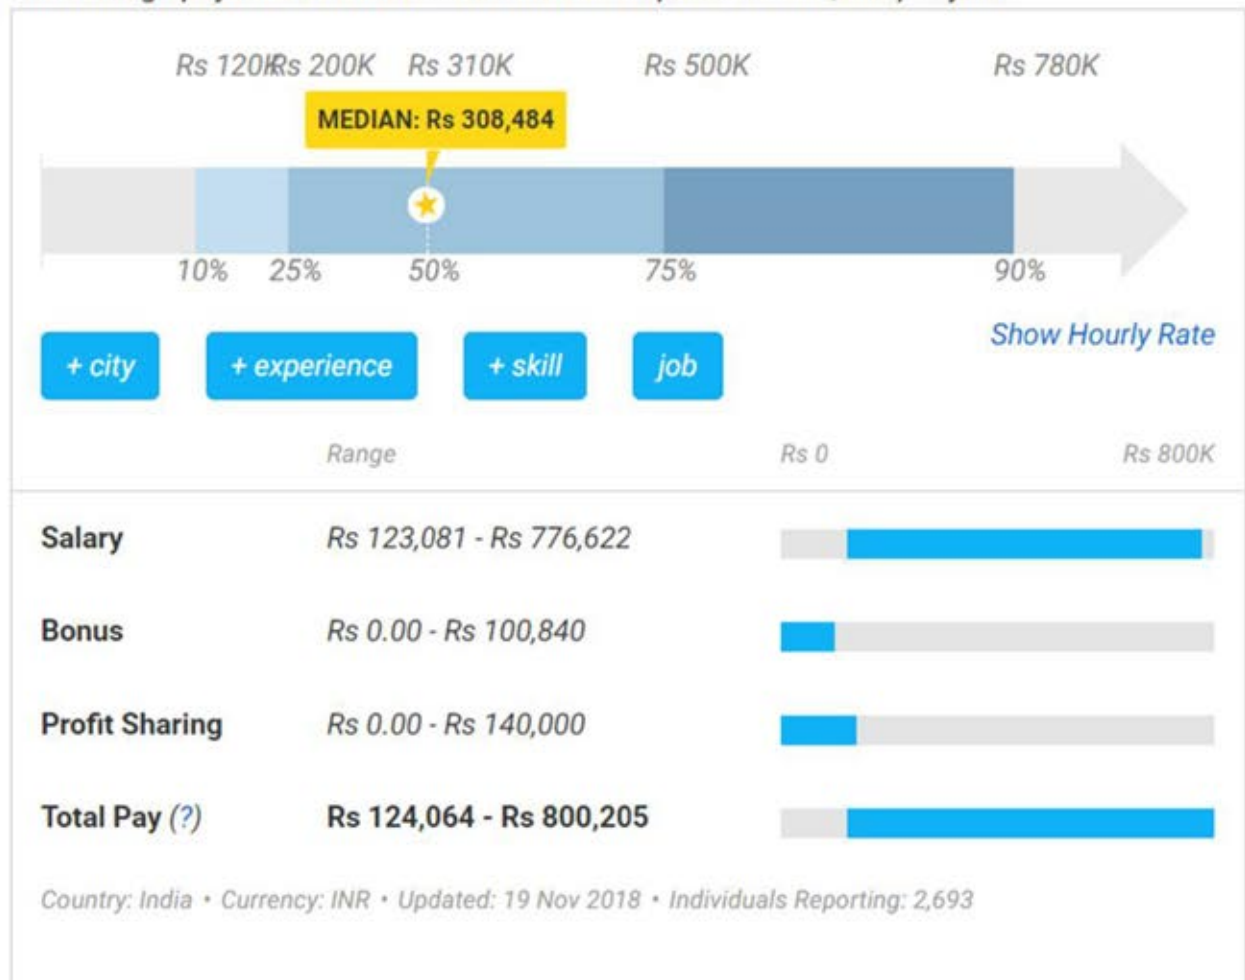 Rs 120K Rs 200K Rs 310K Rs 500K Rs 780K
MEDIAN: Rs 308,484
10% 25% 50% 75% 90%
Show Hourly Rate
+ city + experience + skill job
Range Rs 0 Rs 800K
Salary Rs 123,081 - Rs 776,622
Bonus Rs 0.00 - Rs 100,840
Profit Sharing Rs 0.00 - Rs 140,000
Total Pay (?) Rs 124,064 - Rs 800,205
Country: India • Currency: INR • Updated: 19 Nov 2018 • Individuals Reporting: 2,693